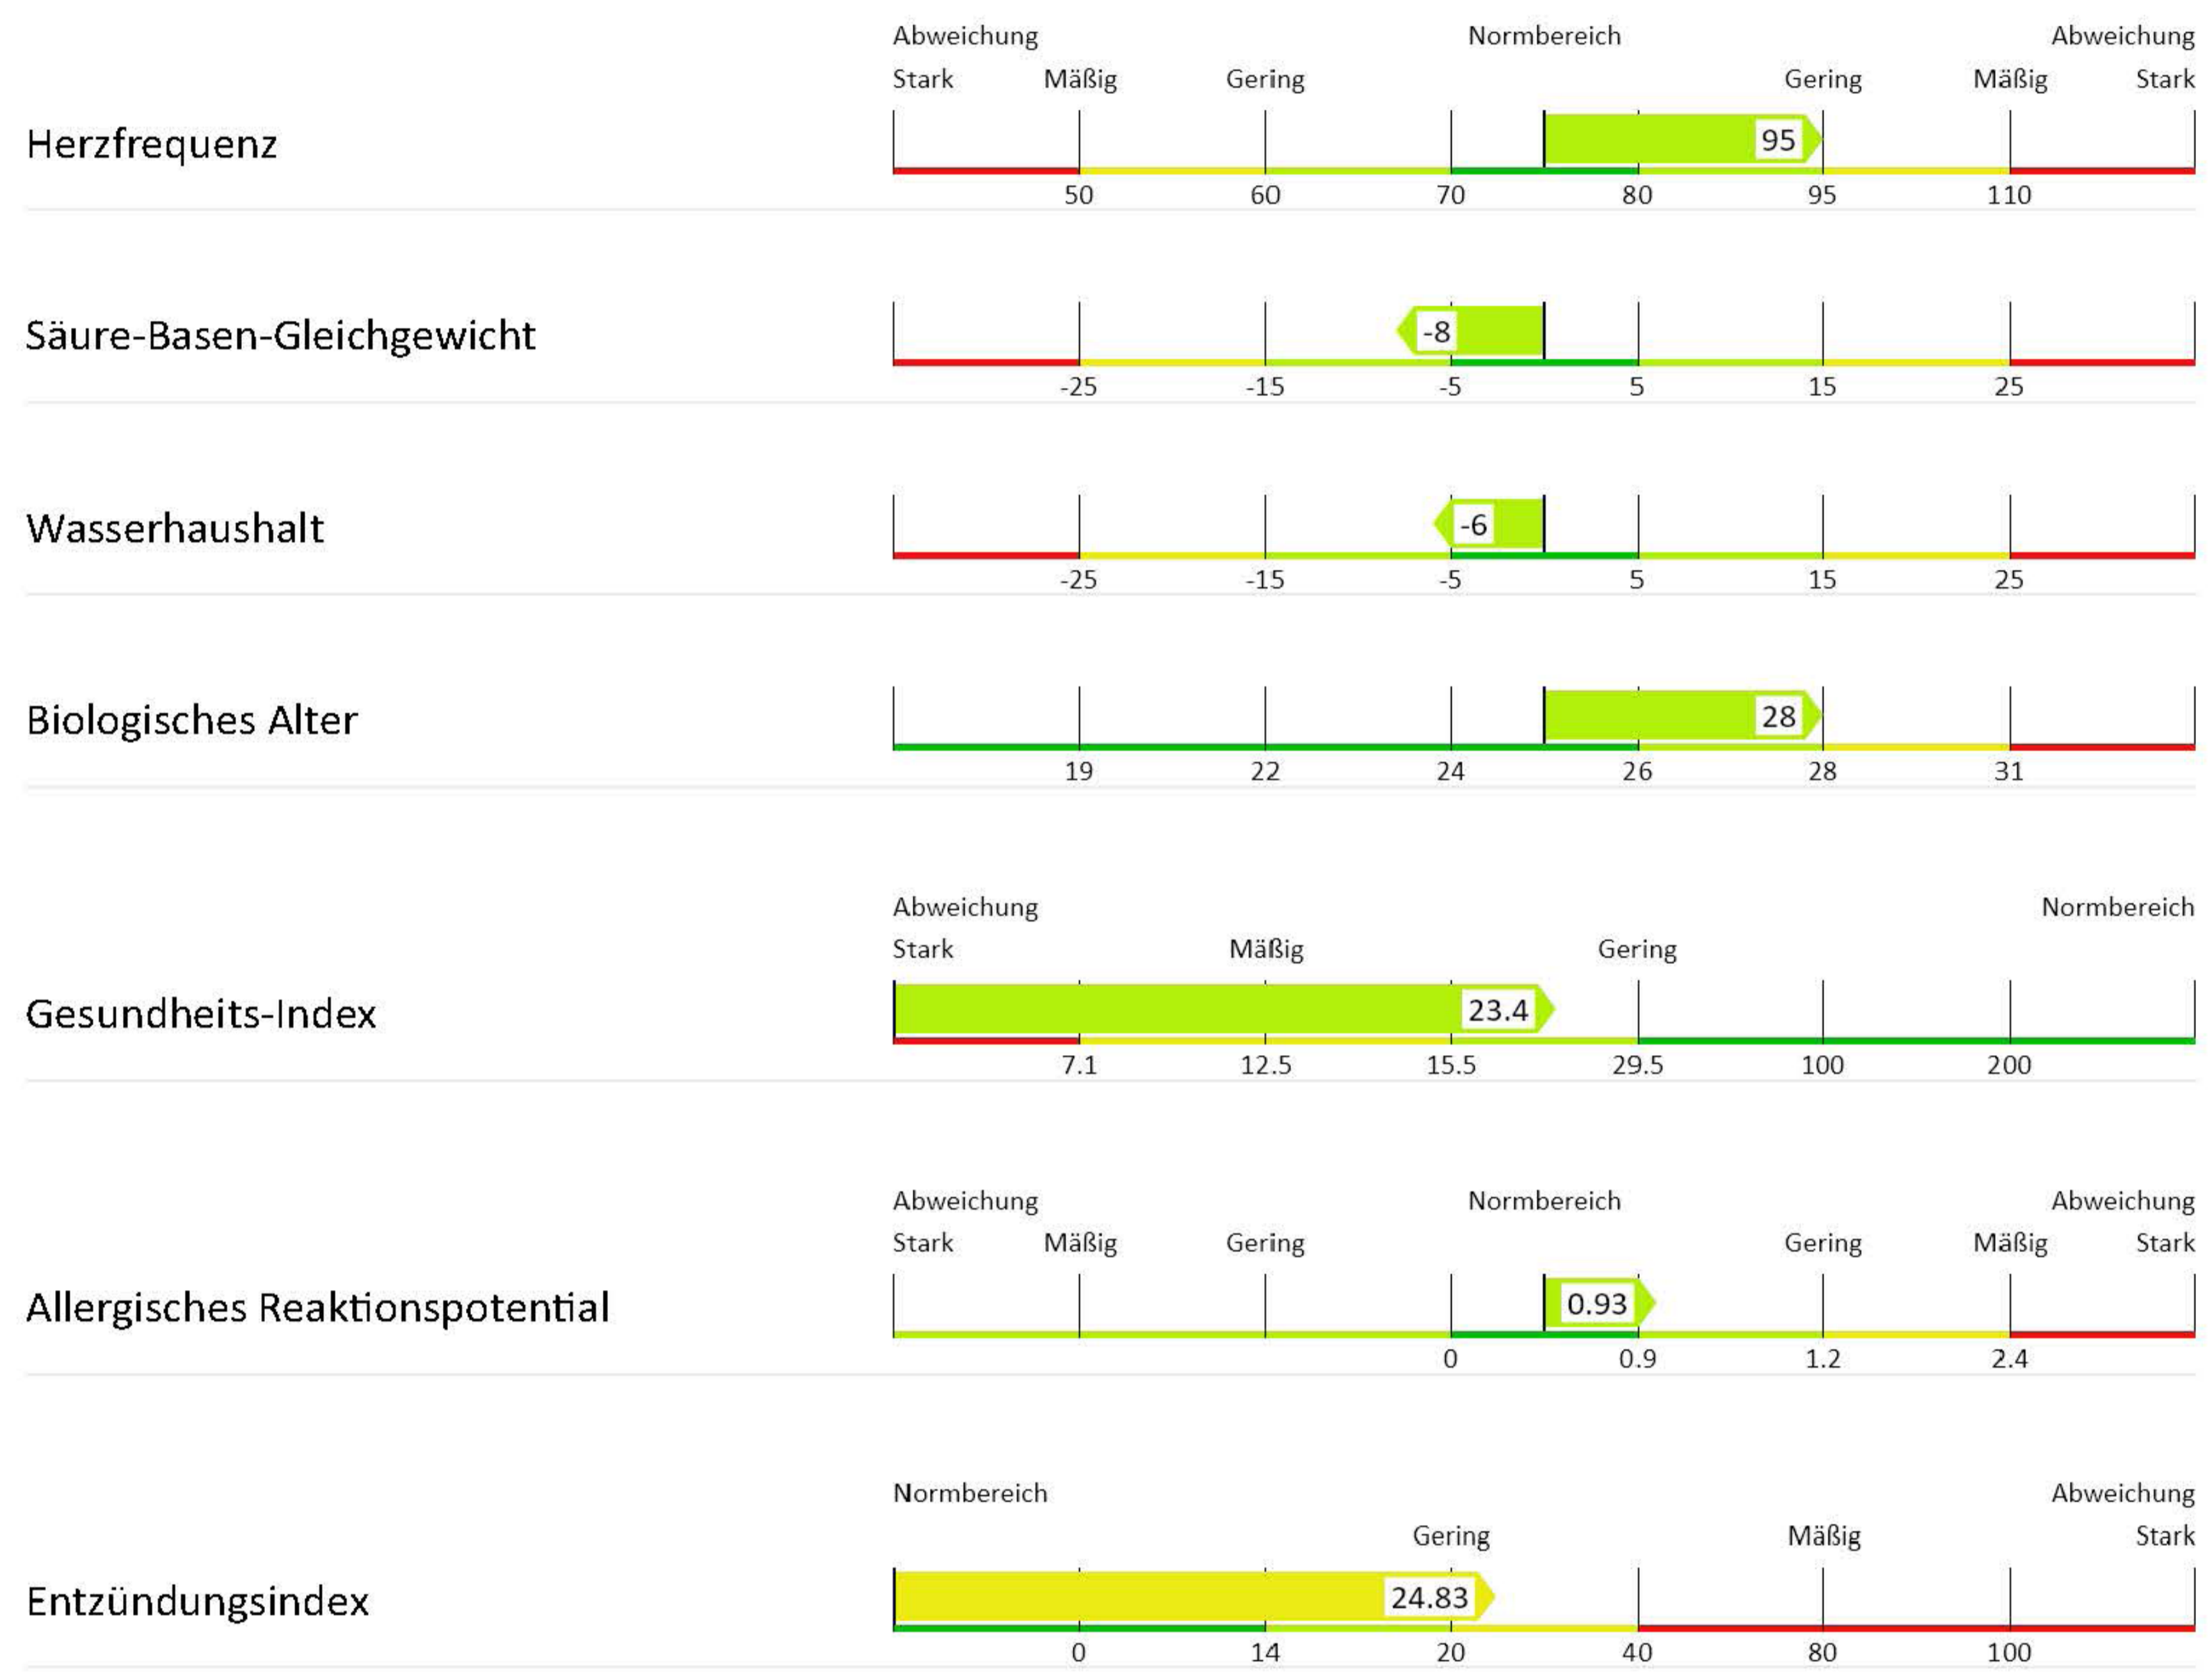 Abweichung Normbereich Abweichung
Stark Mäßig Gering Gering Mäßig Stark
Herzfrequenz 95
50 60 70 80 95 110
Säure-Basen-Gleichgewicht -8
-25 -15 -5 5 15 25
Wasserhaushalt -6
-25 -15 -5 5 15 25
Biologisches Alter 28
19 22 24 26 28 31
Abweichung Normbereich
Stark Mäßig Gering
Gesundheits-Index 23.4
7.1 12.5 15.5 29.5 100 200
Abweichung Normbereich Abweichung
Stark Mäßig Gering Gering Mäßig Stark
Allergisches Reaktionspotential 0.93
0 0.9 1.2 2.4
Normbereich Abweichung
Gering Mäßig Stark
Entzündungsindex 24.83
0 14 20 40 80 100